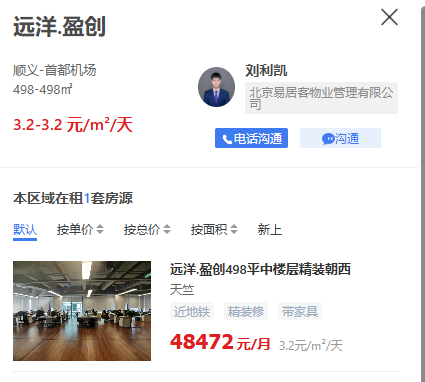 远洋.盈创
顺义-首都机场
498-498㎡
3.2-3.2 元/m²/天
刘利凯
北京易居客物业管理有限公
司
电话沟通
沟通
本区域在租1套房源
默认 按单价 按总价 按面积 新上
远洋.盈创498平中楼层精装朝西
天竺
近地铁 精装修 带家具
48472 元/月 3.2元/m²/天